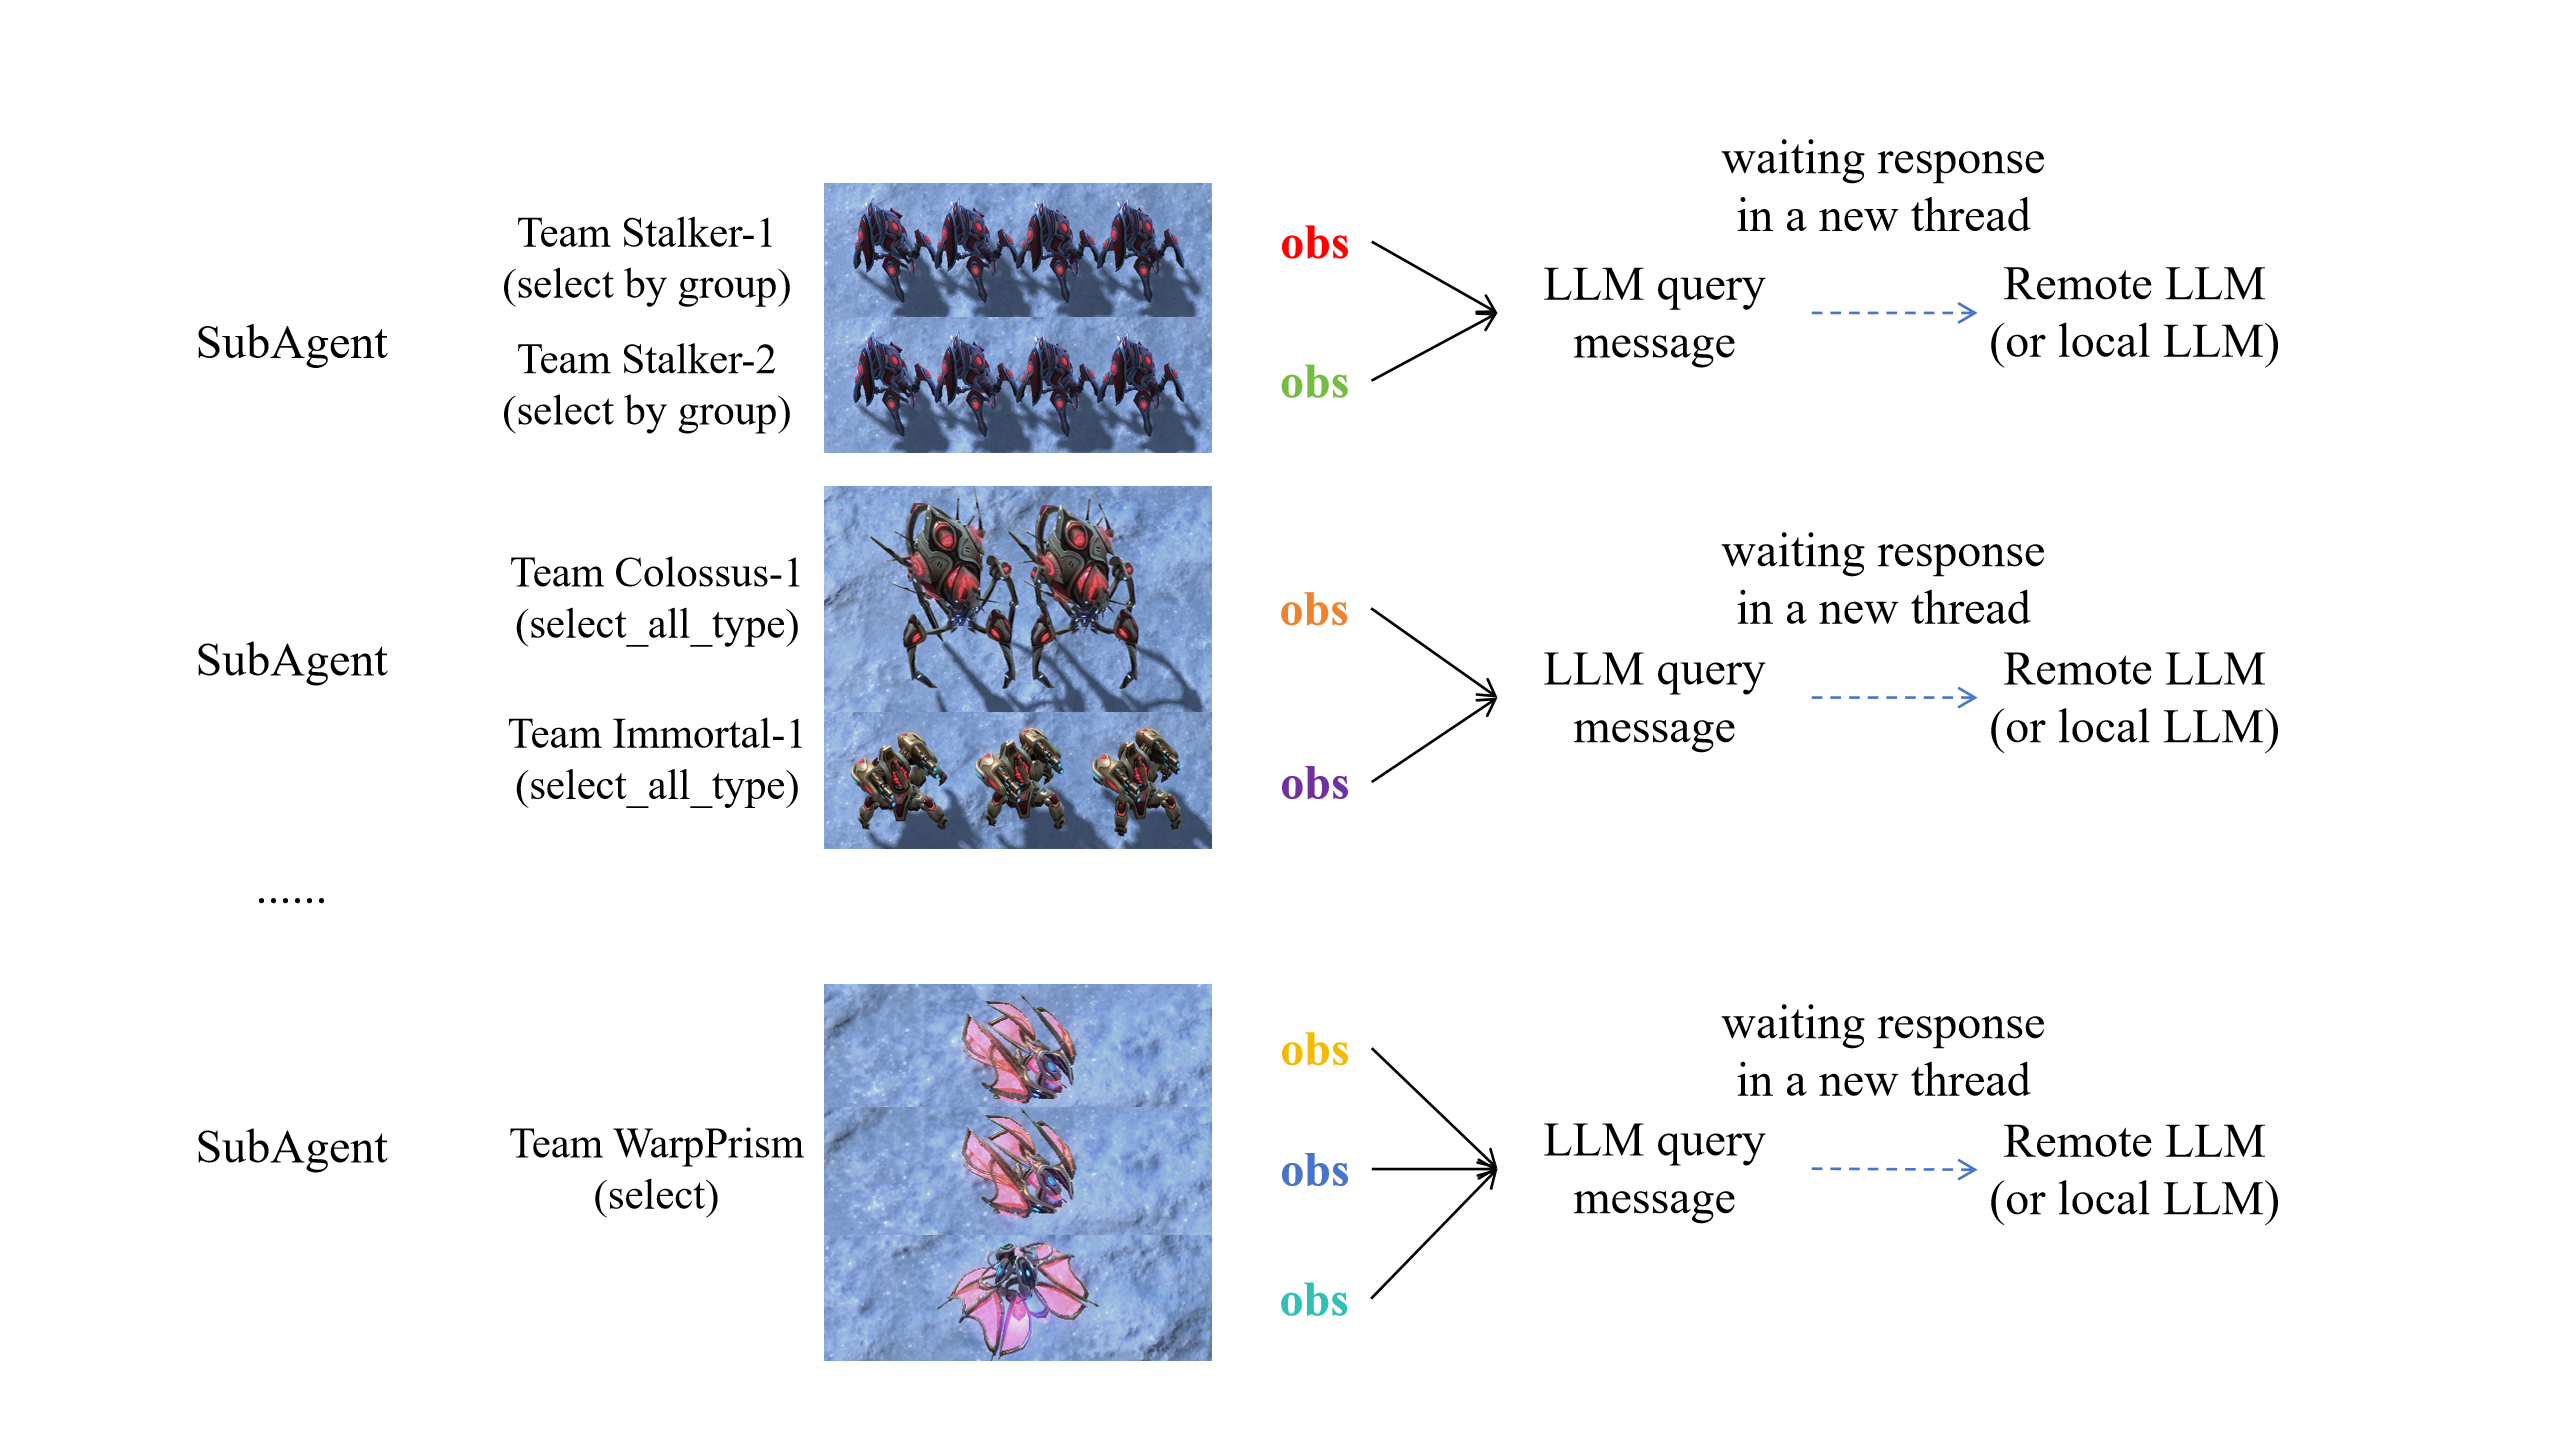 waiting response
in a new thread
Team Stalker-1
(select by group)
obs
LLM query
message
Remote LLM
(or local LLM)
SubAgent
Team Stalker-2
(select by group)
obs
waiting response
in a new thread
Team Colossus-1
(select_all_type)
obs
LLM query
message
Remote LLM
(or local LLM)
SubAgent
Team Immortal-1
(select_all_type)
obs
......
waiting response
in a new thread
obs
SubAgent
Team WarpPrism
(select)
obs
LLM query
message
Remote LLM
(or local LLM)
obs